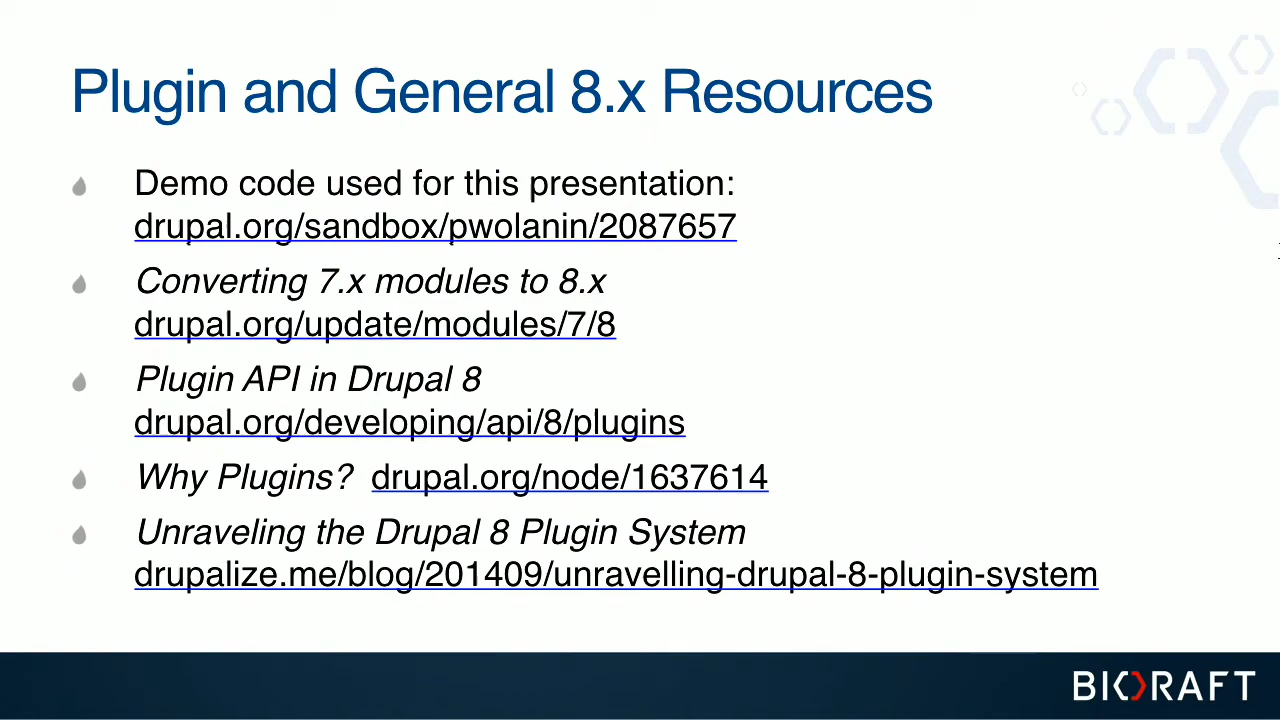 Plugin and General 8.x Resources
Demo code used for this presentation:
drupal.org/sandbox/pwolanin/2087657
Converting 7.x modules to 8.x
drupal.org/update/modules/7/8
Plugin API in Drupal 8
drupal.org/developing/api/8/plugins
Why Plugins? drupal.org/node/1637614
Unraveling the Drupal 8 Plugin System
drupalize.me/blog/201409/unravelling-drupal-8-plugin-system
BIORAFT